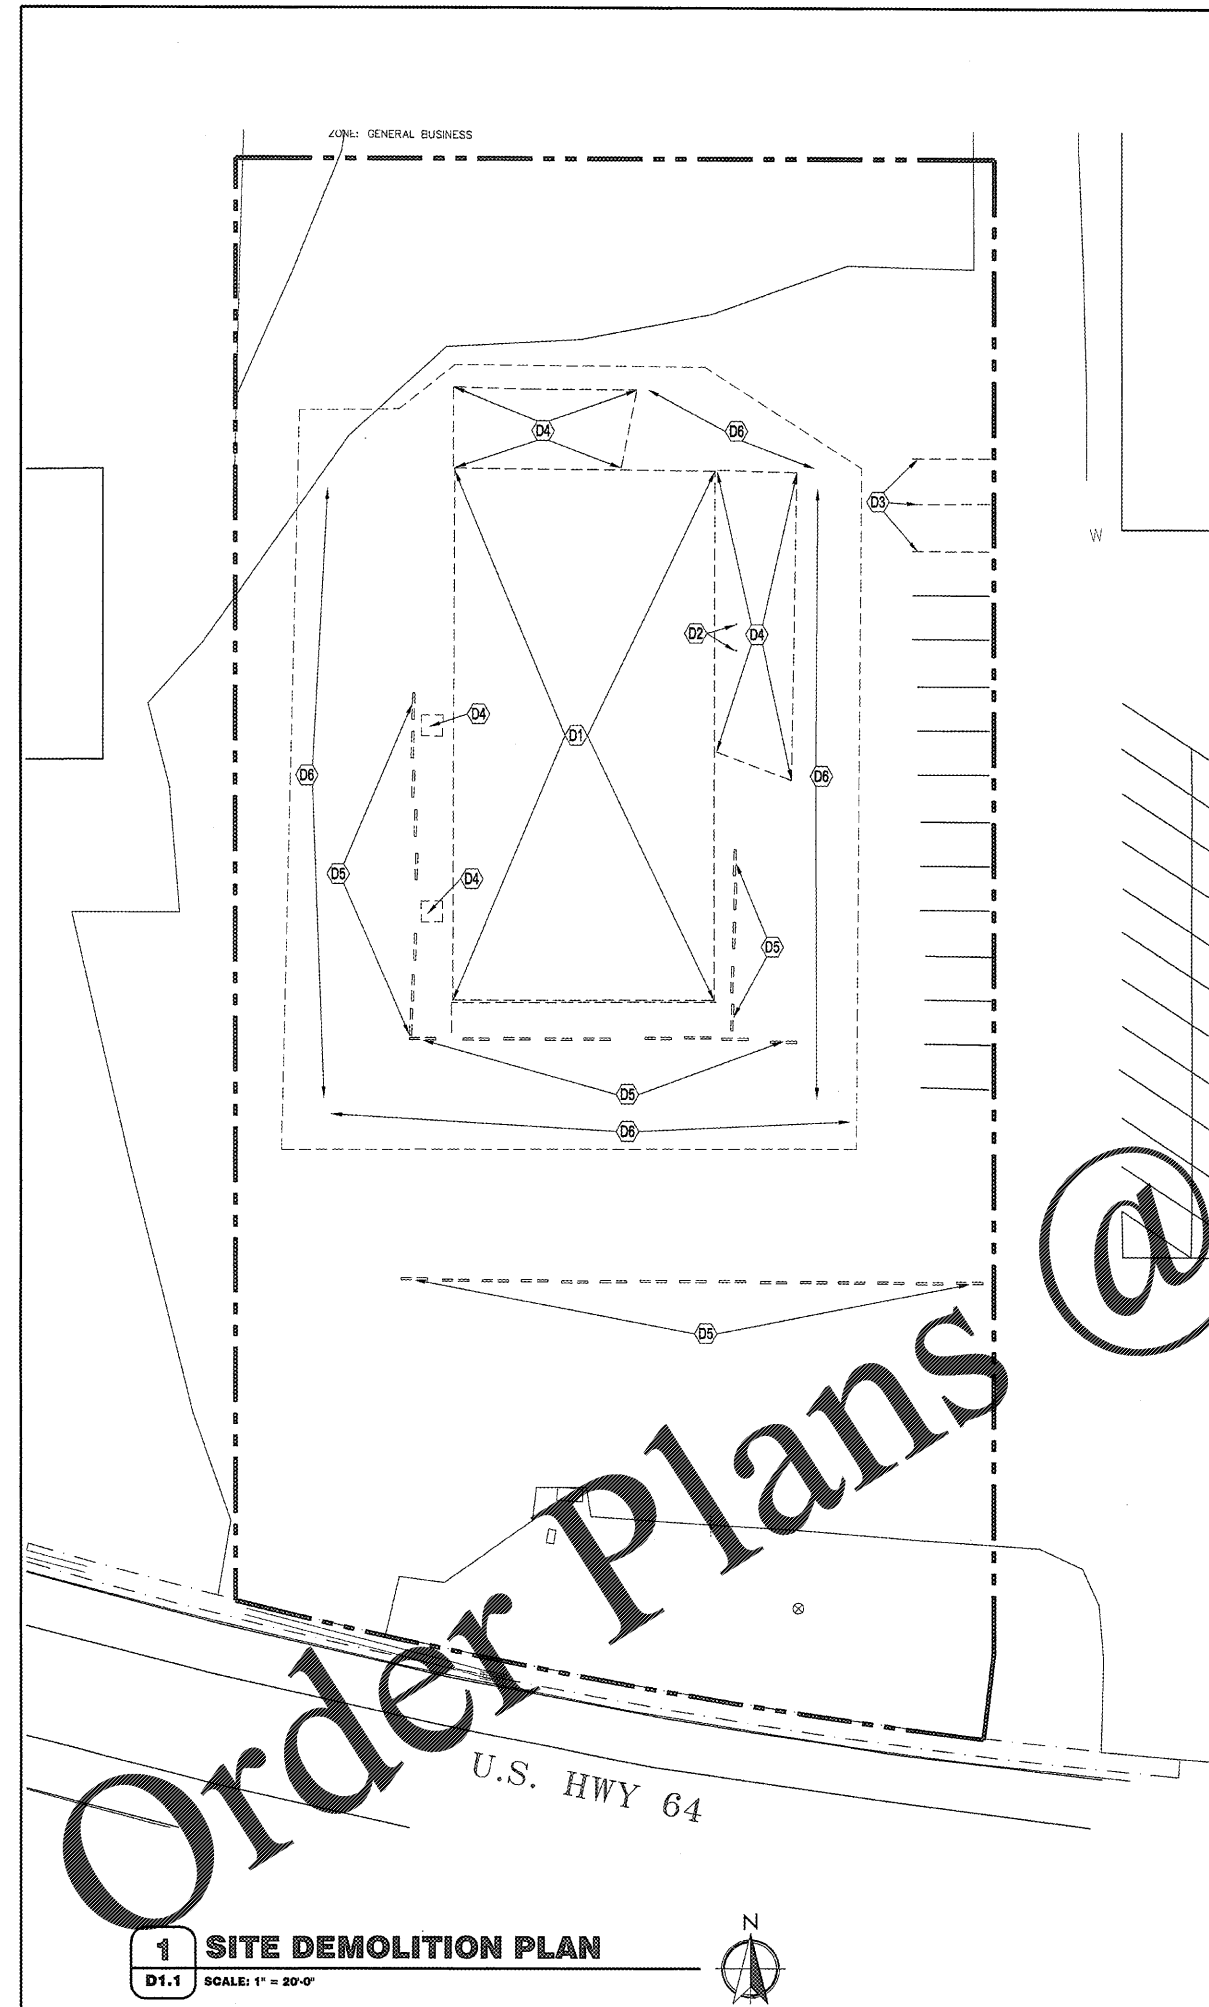 ZONE: GENERAL BUSINESS
D4
D6
D3
W
D2
D4
D4
D1
D6
D6
D5
D4
D5
D5
D6
D5
Order Plans @
U.S. HWY 64
1
SITE DEMOLITION PLAN
N
D1.1
SCALE: 1" = 20'-0"